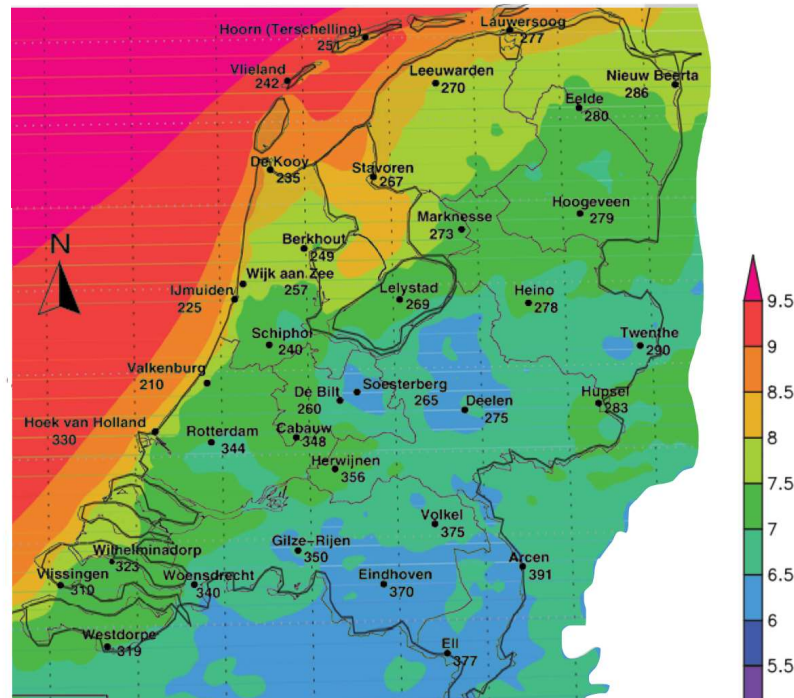 Lauwersoog
277
Hoorn (Terschelling)
251
Vlieland
242
Leeuwarden
270
Nieuw Beerta
286
Eelde
280
De Kooy
235
Stavoren
267
Hoogeveen
279
Marknesse
273
N
Berkhout
249
Wijk aan Zee
257
IJmuiden
225
Lelystad
269
Heino
278
Schiphol
240
Twenthe
290
Valkenburg
210
Soesterberg
265
De Bilt
260
Deelen
275
Hupsel
283
Hoek van Holland
330
Rotterdam
344
Cabauw
348
Herwijnen
356
Volkel
375
Gilze-Rijen
350
Wilhelminadorp
323
Arcen
391
Vlissingen
310
Woensdrecht
340
Eindhoven
370
Westdorpe
319
Ell
377
9.5
9
8.5
8
7.5
7
6.5
6
5.5